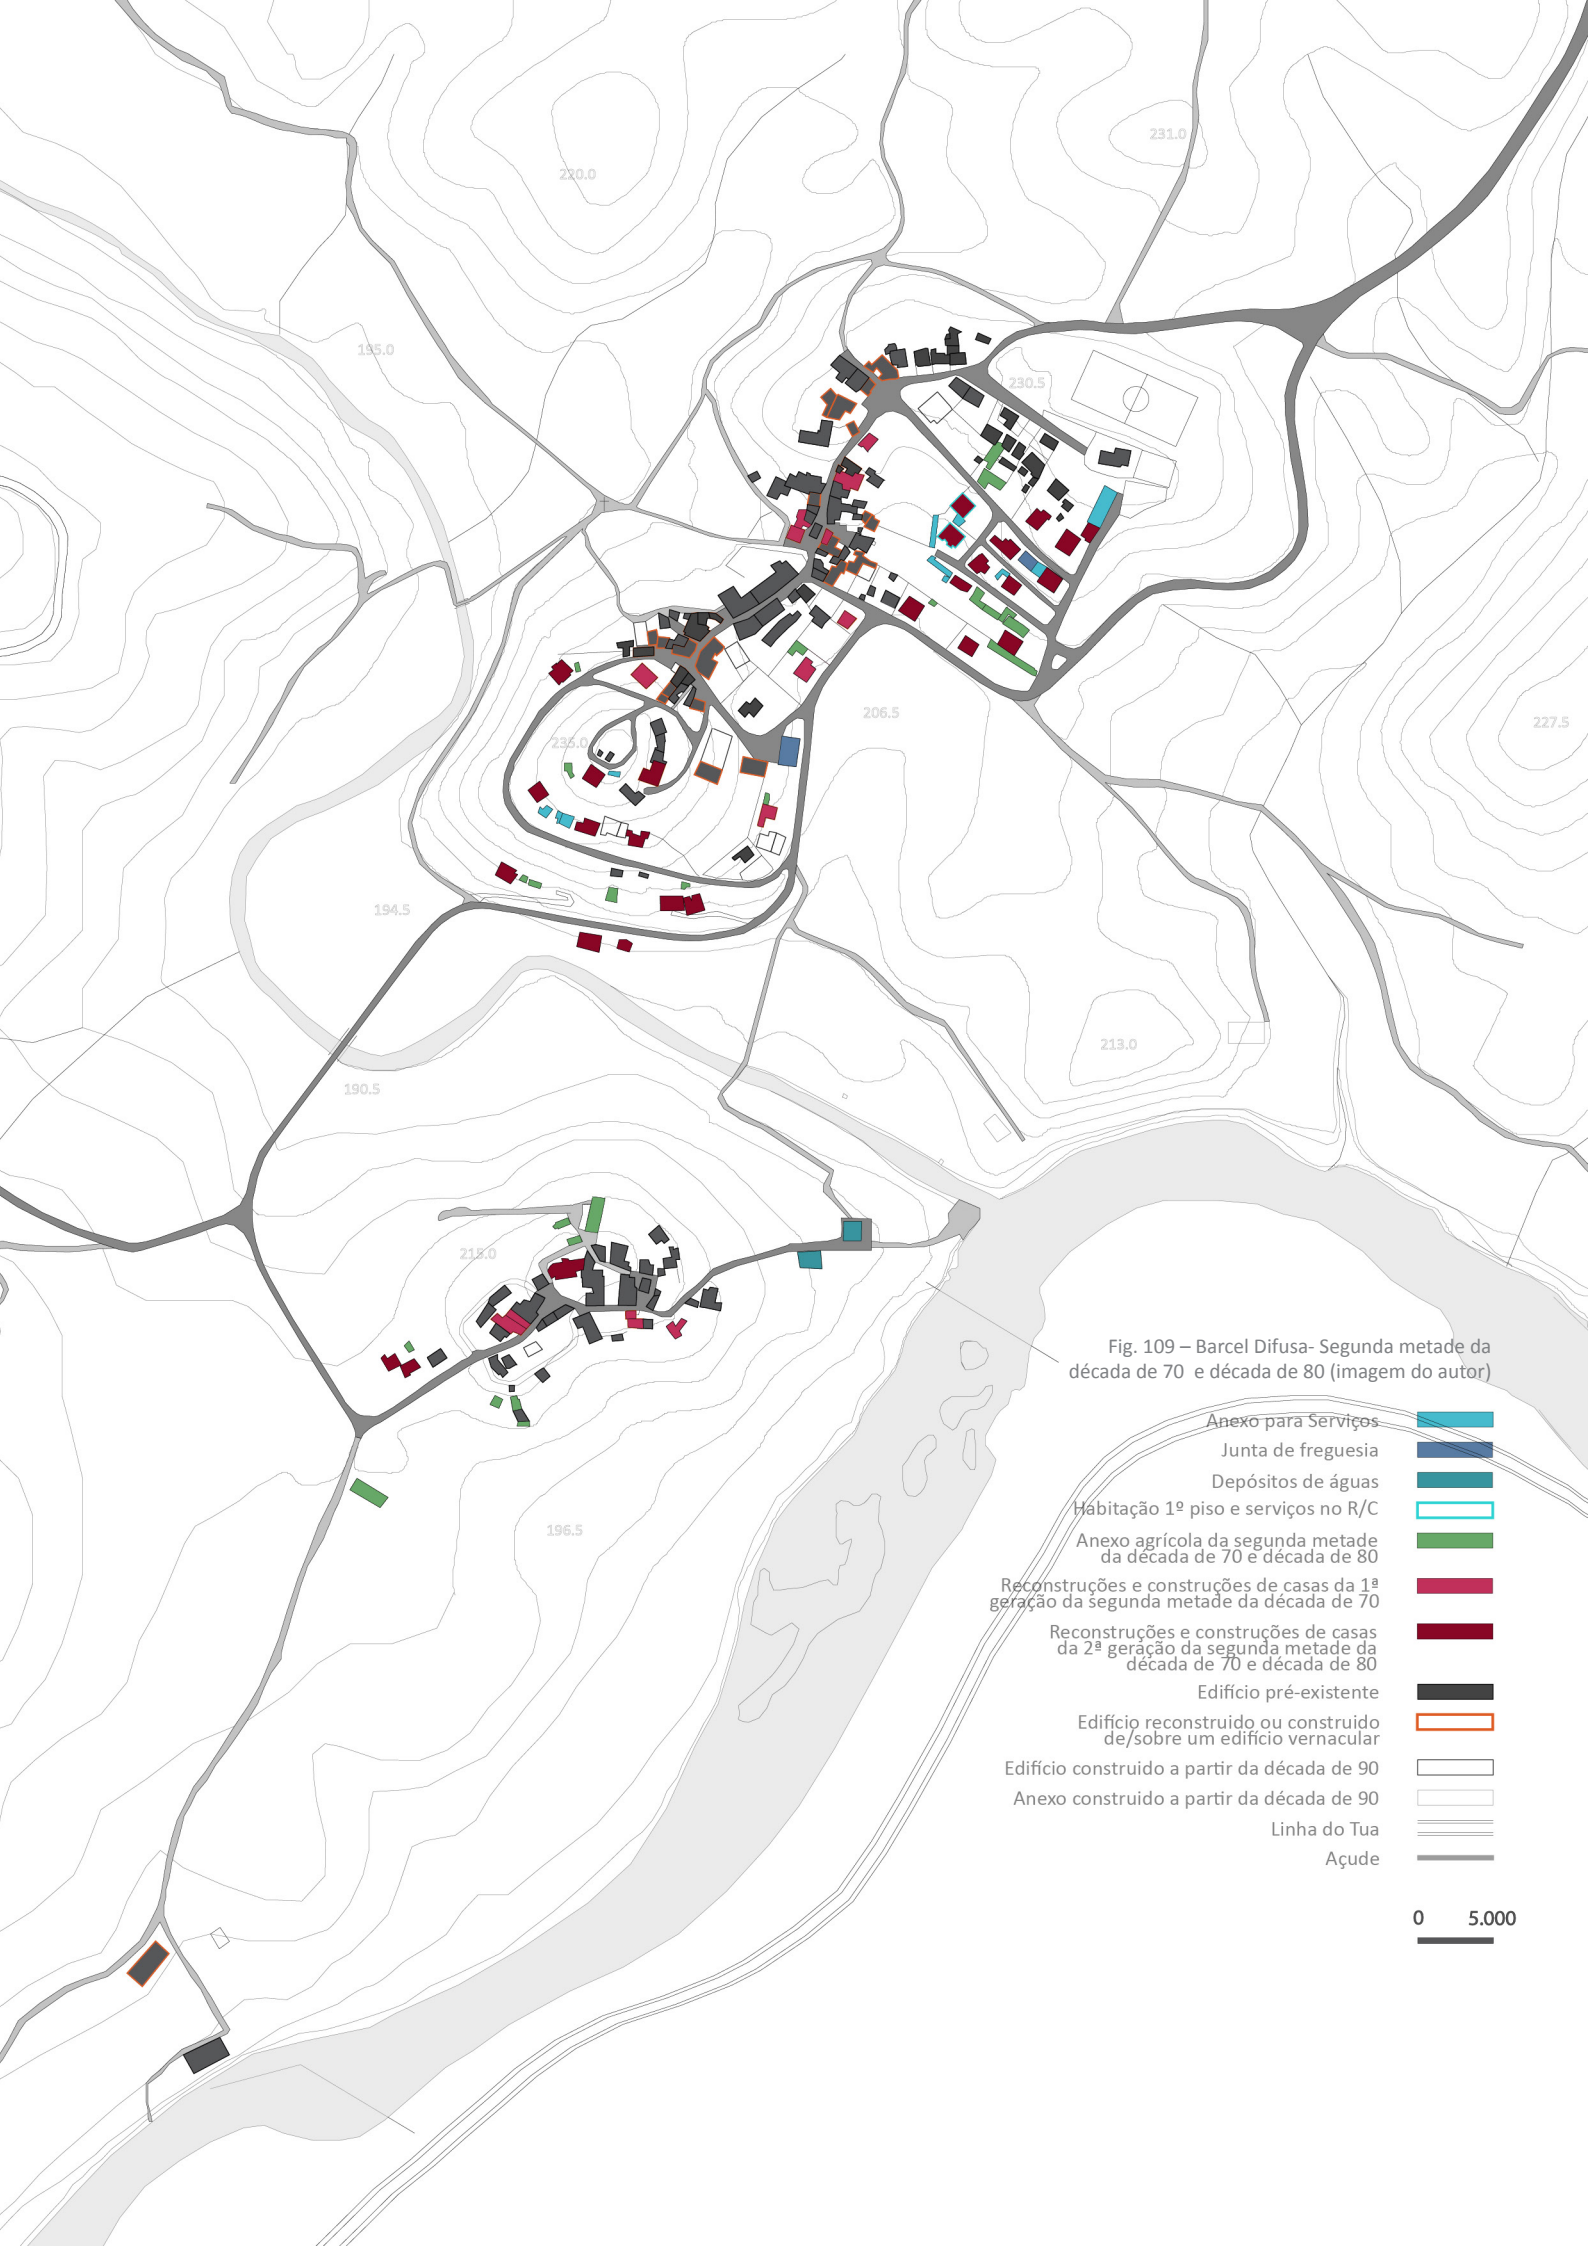 231.0
220.0
195.0
230.5
206.5
227.5
235.0
194.5
213.0
190.5
215.0
Fig. 109 – Barcel Difusa- Segunda metade da
década de 70 e década de 80 (imagem do autor)
Anexo para Serviços
Junta de freguesia
Depósitos de águas
Habitação 1º piso e serviços no R/C
196.5
Anexo agrícola da segunda metade
da década de 70 e década de 80
Reconstruções e construções de casas da 1ª
geração da segunda metade da década de 70
Reconstruções e construções de casas
da 2ª geração da segunda metade da
década de 70 e década de 80
Edifício pré-existente
Edifício reconstruido ou construido
de/sobre um edifício vernacular
Edifício construido a partir da década de 90
Anexo construido a partir da década de 90
Linha do Tua
Açude
0 5.000